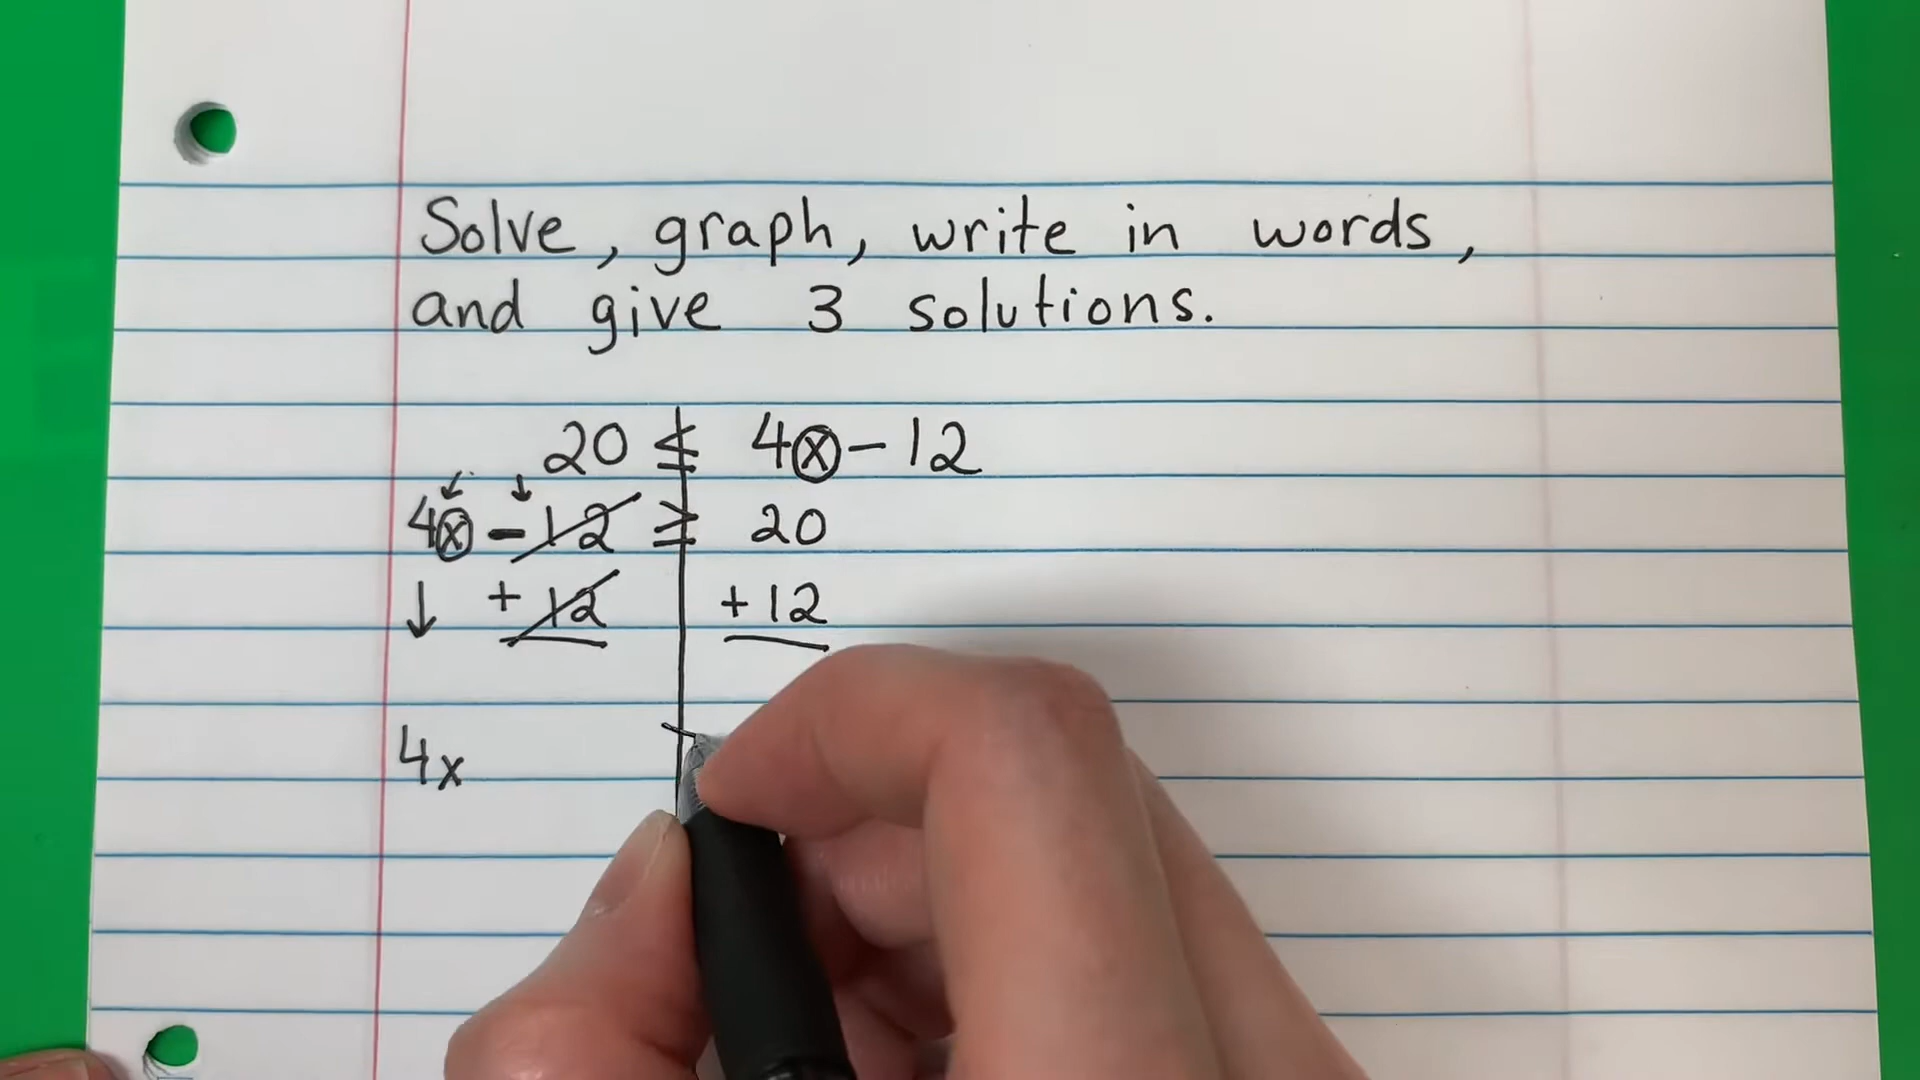 Solve, graph, write in words,
and give 3 solutions.
20 ≤ 4x - 12
4x - 12 ≥ 20
↓ + 12 + 12
4x